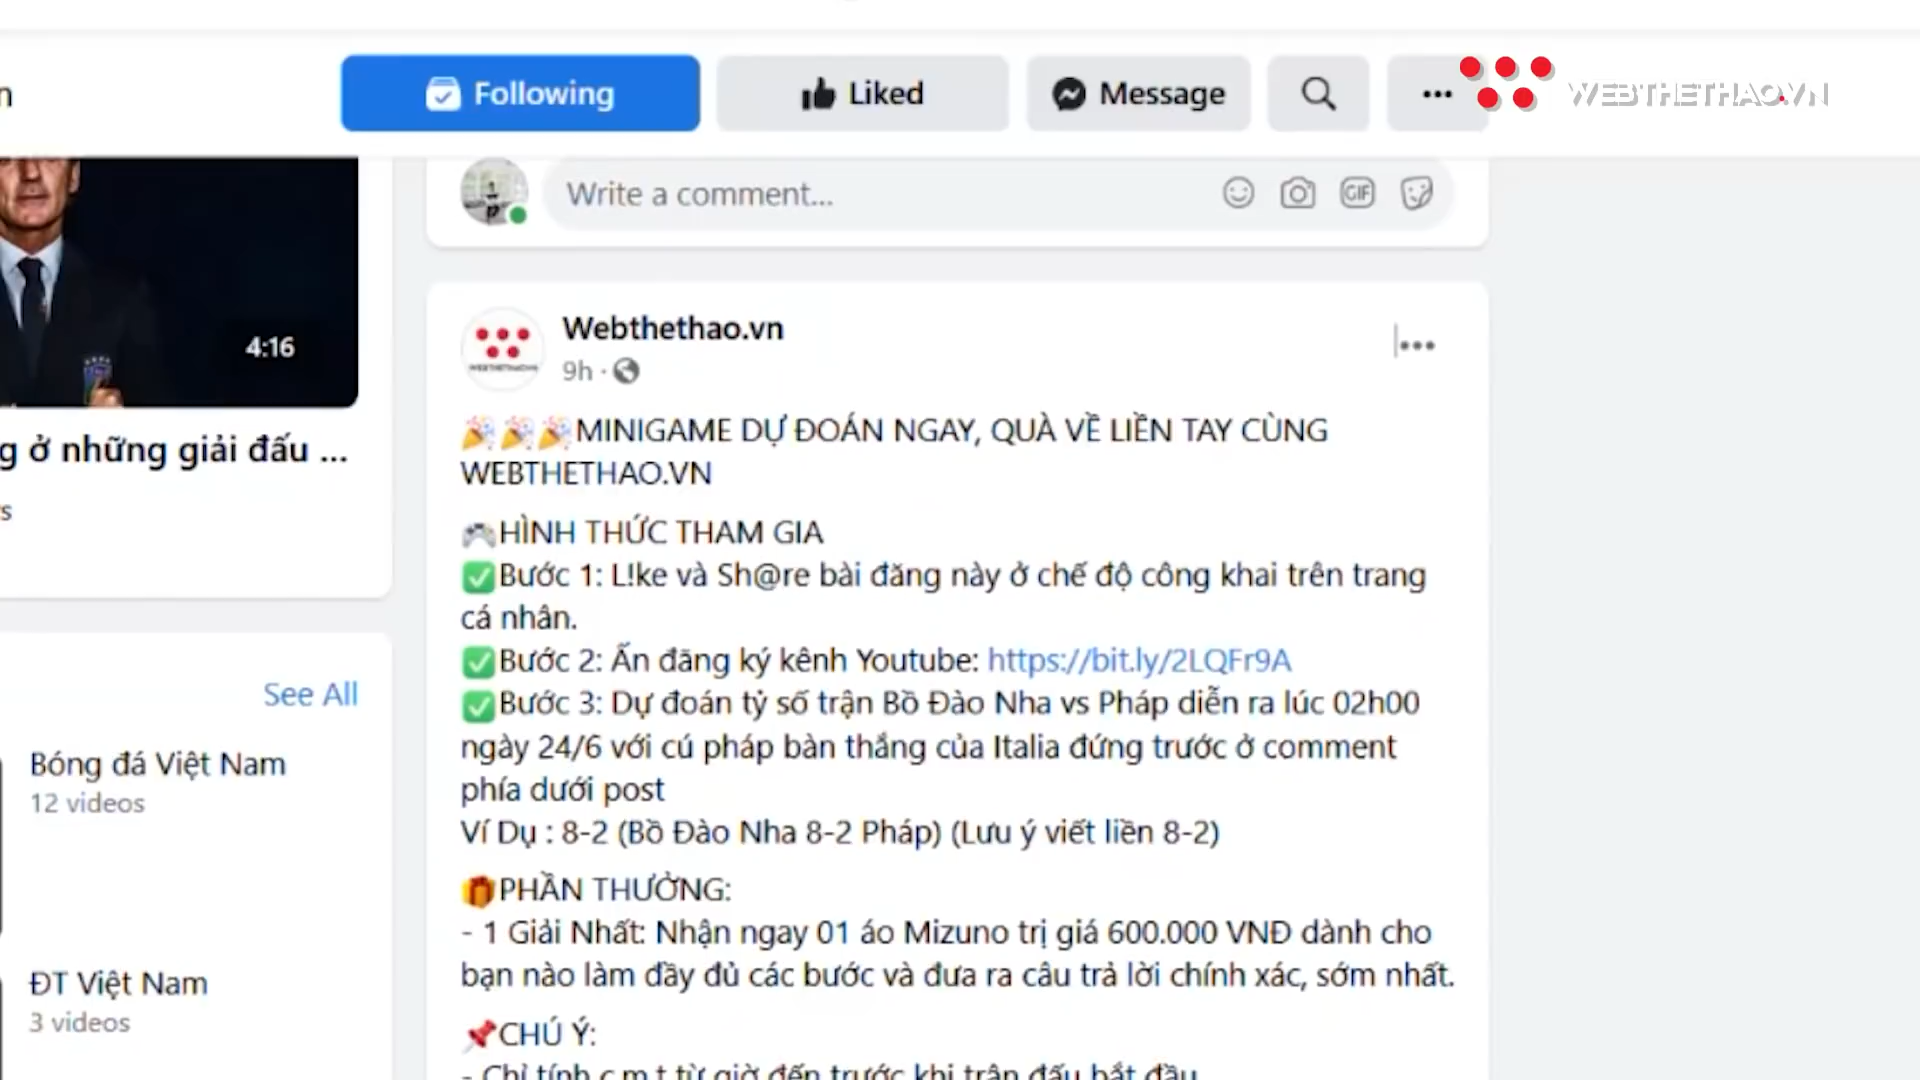 n
Following
Liked
Message
WEBTHETHAO.VN
Write a comment...
GIF
4:16
g ở những giải đấu ...
s
See All
Bóng đá Việt Nam
12 videos
ĐT Việt Nam
3 videos
Webthethao.vn
9h ·
MINIGAME DỰ ĐOÁN NGAY, QUÀ VỀ LIỀN TAY CÙNG
WEBTHETHAO.VN
HÌNH THỨC THAM GIA
Bước 1: L!ke và Sh@re bài đăng này ở chế độ công khai trên trang
cá nhân.
Bước 2: Ấn đăng ký kênh Youtube: https://bit.ly/2LQFr9A
Bước 3: Dự đoán tỷ số trận Bồ Đào Nha vs Pháp diễn ra lúc 02h00
ngày 24/6 với cú pháp bàn thắng của Italia đứng trước ở comment
phía dưới post
Ví Dụ : 8-2 (Bồ Đào Nha 8-2 Pháp) (Lưu ý viết liền 8-2)
PHẦN THƯỞNG:
- 1 Giải Nhất: Nhận ngay 01 áo Mizuno trị giá 600.000 VNĐ dành cho
bạn nào làm đầy đủ các bước và đưa ra câu trả lời chính xác, sớm nhất.
CHÚ Ý:
- Chỉ tính c.m.t từ giờ đến trước khi trận đấu bắt đầu